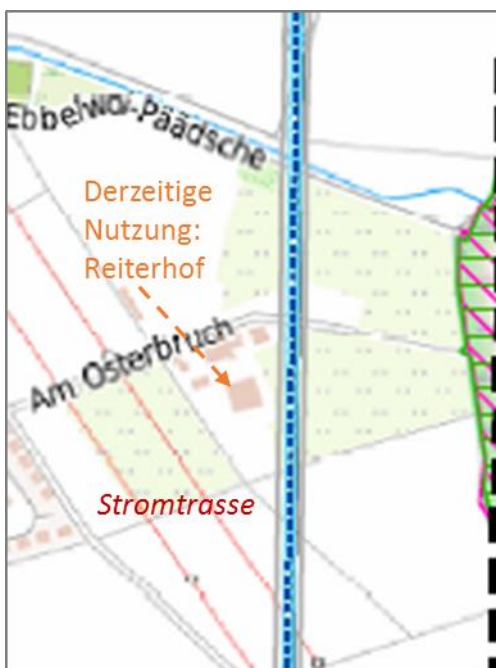 Ebbelwoi-Päädsche
Derzeitige
Nutzung:
Reiterhof
Am Osterbruch
Stromtrasse